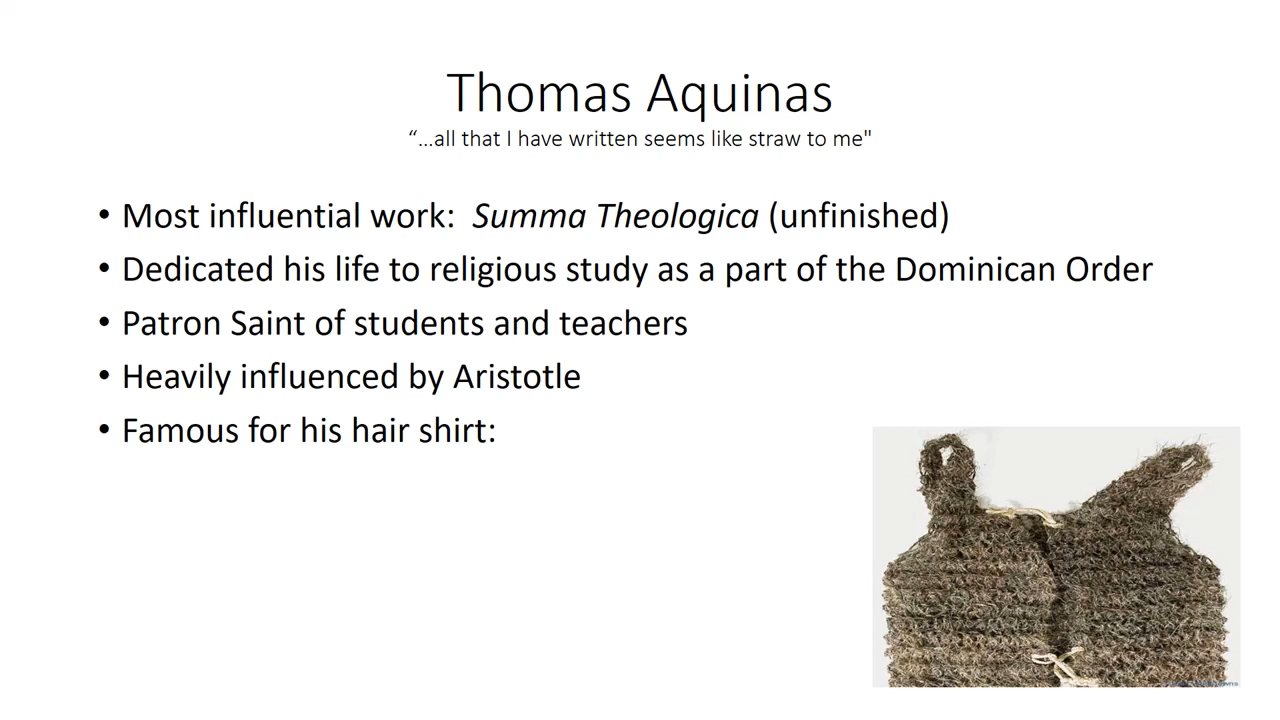 Thomas Aquinas
“…all that I have written seems like straw to me"
• Most influential work:  Summa Theologica (unfinished)
• Dedicated his life to religious study as a part of the Dominican Order
• Patron Saint of students and teachers
• Heavily influenced by Aristotle
• Famous for his hair shirt: